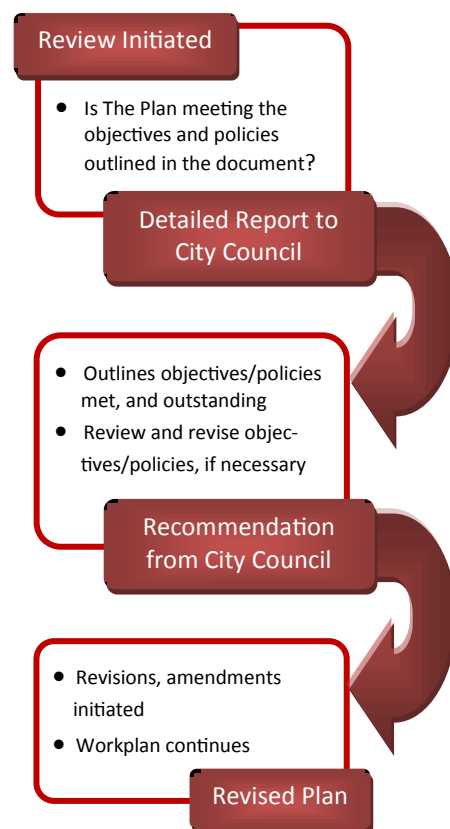 Review Initiated
• Is The Plan meeting the
objectives and policies
outlined in the document?
Detailed Report to
City Council
• Outlines objectives/policies
met, and outstanding
• Review and revise objec-
tives/policies, if necessary
Recommendation
from City Council
• Revisions, amendments
initiated
• Workplan continues
Revised Plan